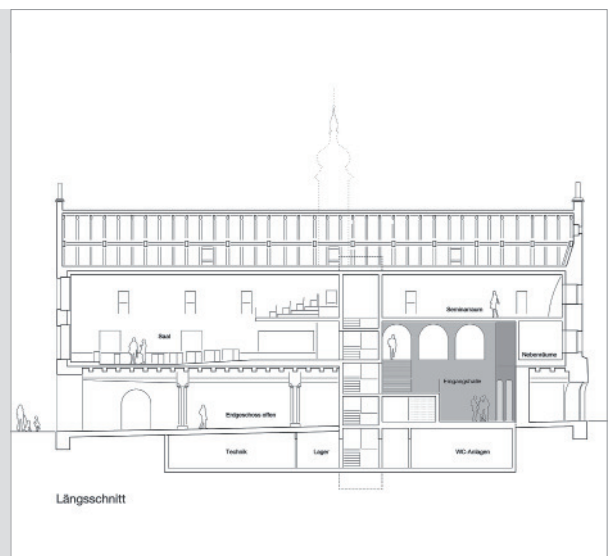 Seminarraum
Saal
Nebenräume
Eingangshalle
Erdgeschoss offen
Technik
Lager
WC-Anlagen
Längsschnitt